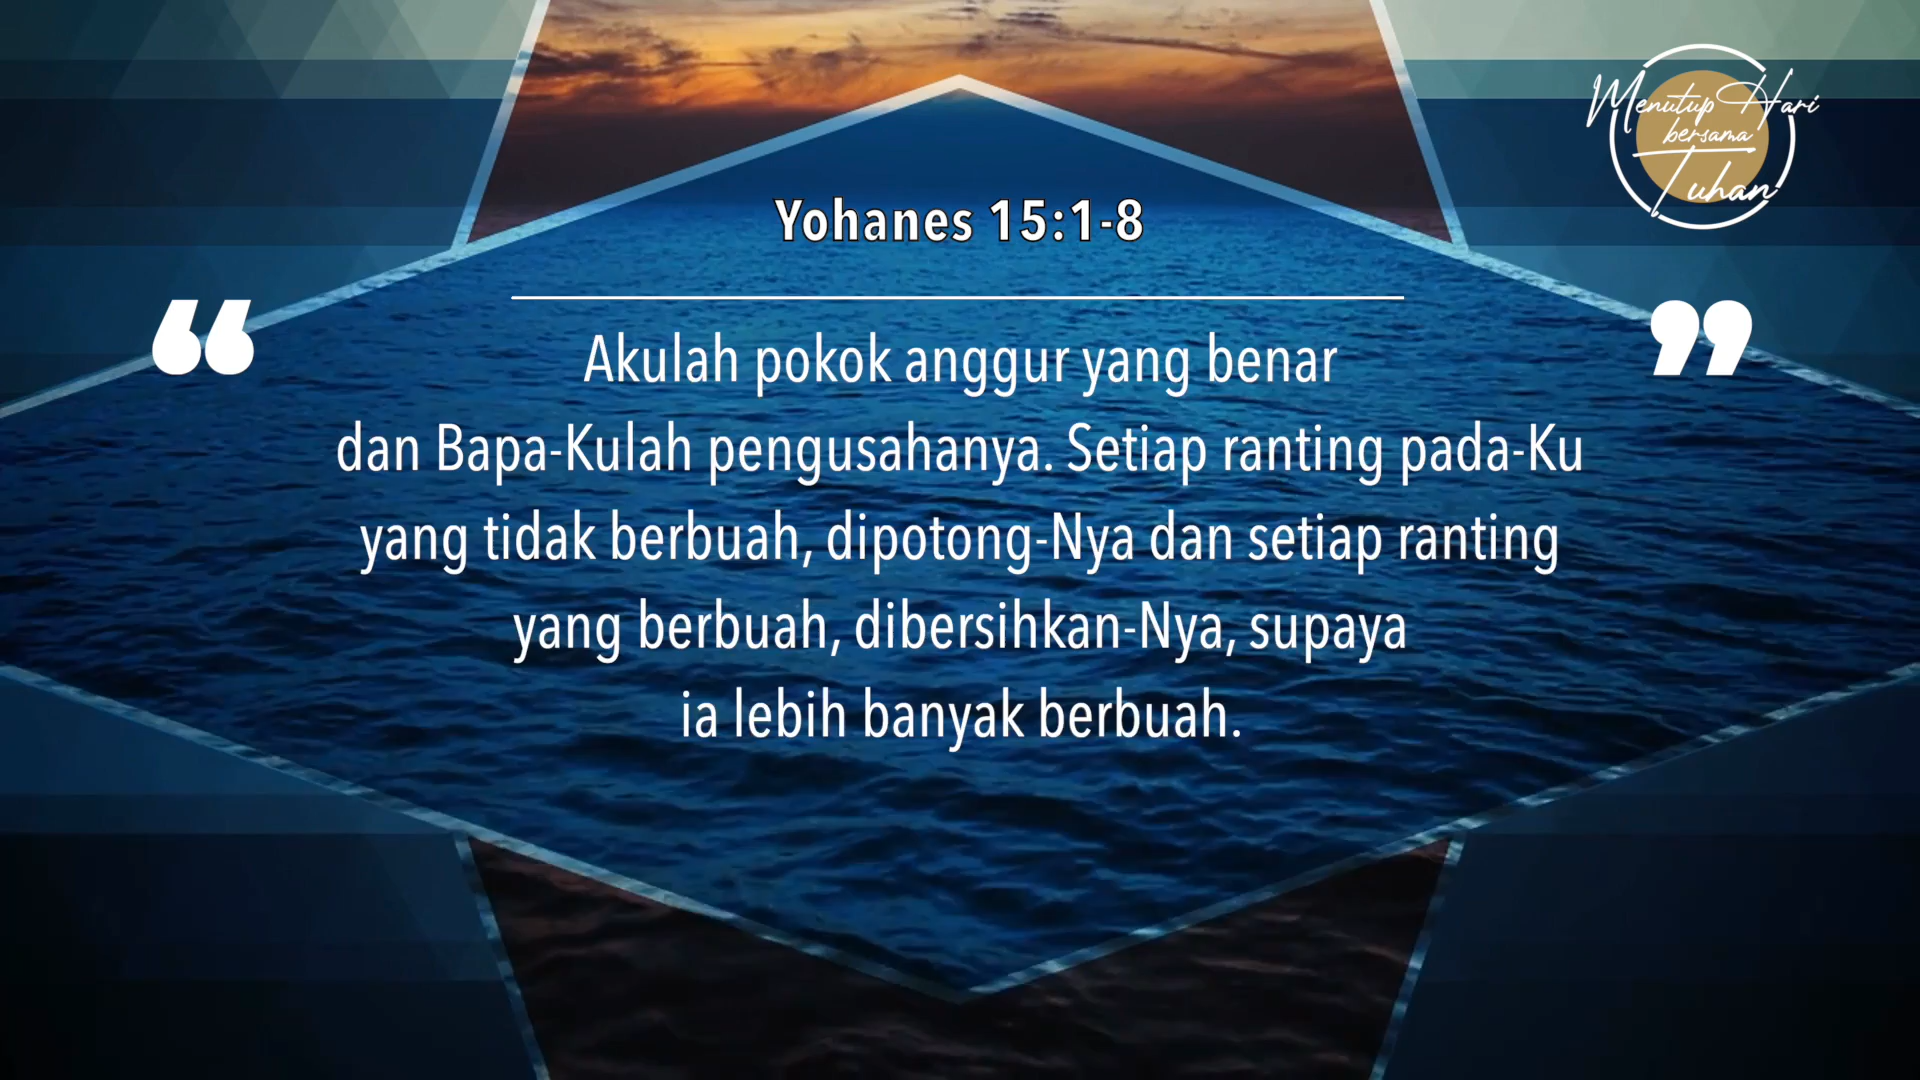 Menutup Hari
bersama
Tuhan
Yohanes 15:1-8
“ ”
Akulah pokok anggur yang benar
dan Bapa-Kulah pengusahanya. Setiap ranting pada-Ku
yang tidak berbuah, dipotong-Nya dan setiap ranting
yang berbuah, dibersihkan-Nya, supaya
ia lebih banyak berbuah.